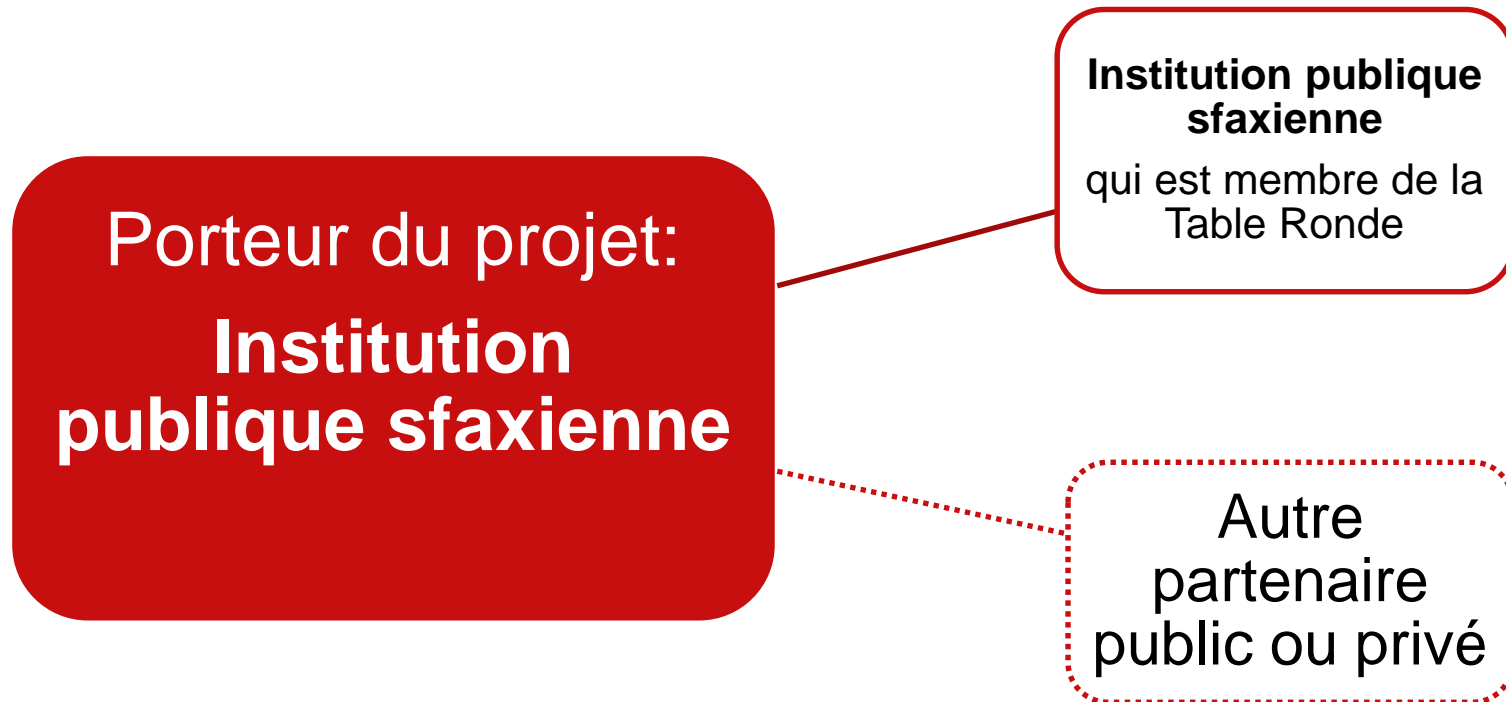 Porteur du projet:
Institution
publique sfaxienne
Institution publique
sfaxienne
qui est membre de la
Table Ronde
Autre
partenaire
public ou privé